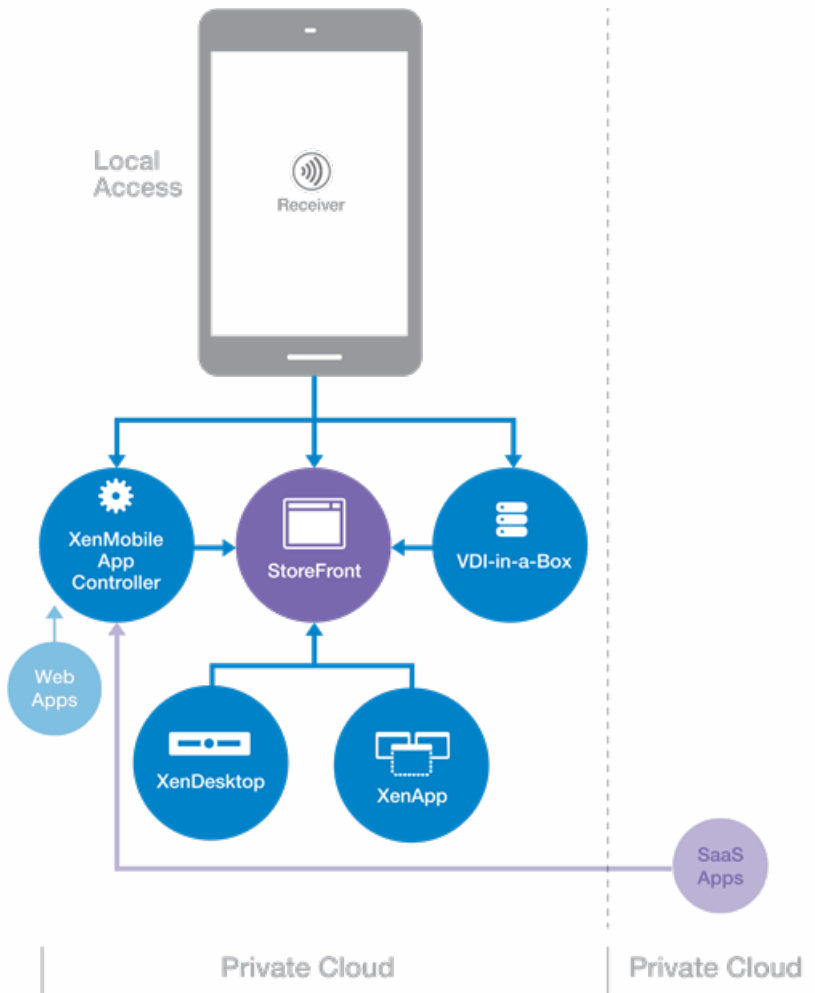 Local
Access
Receiver
XenMobile
App
Controller
StoreFront
VDI-in-a-Box
Web
Apps
XenDesktop
XenApp
SaaS
Apps
Private Cloud
Private Cloud